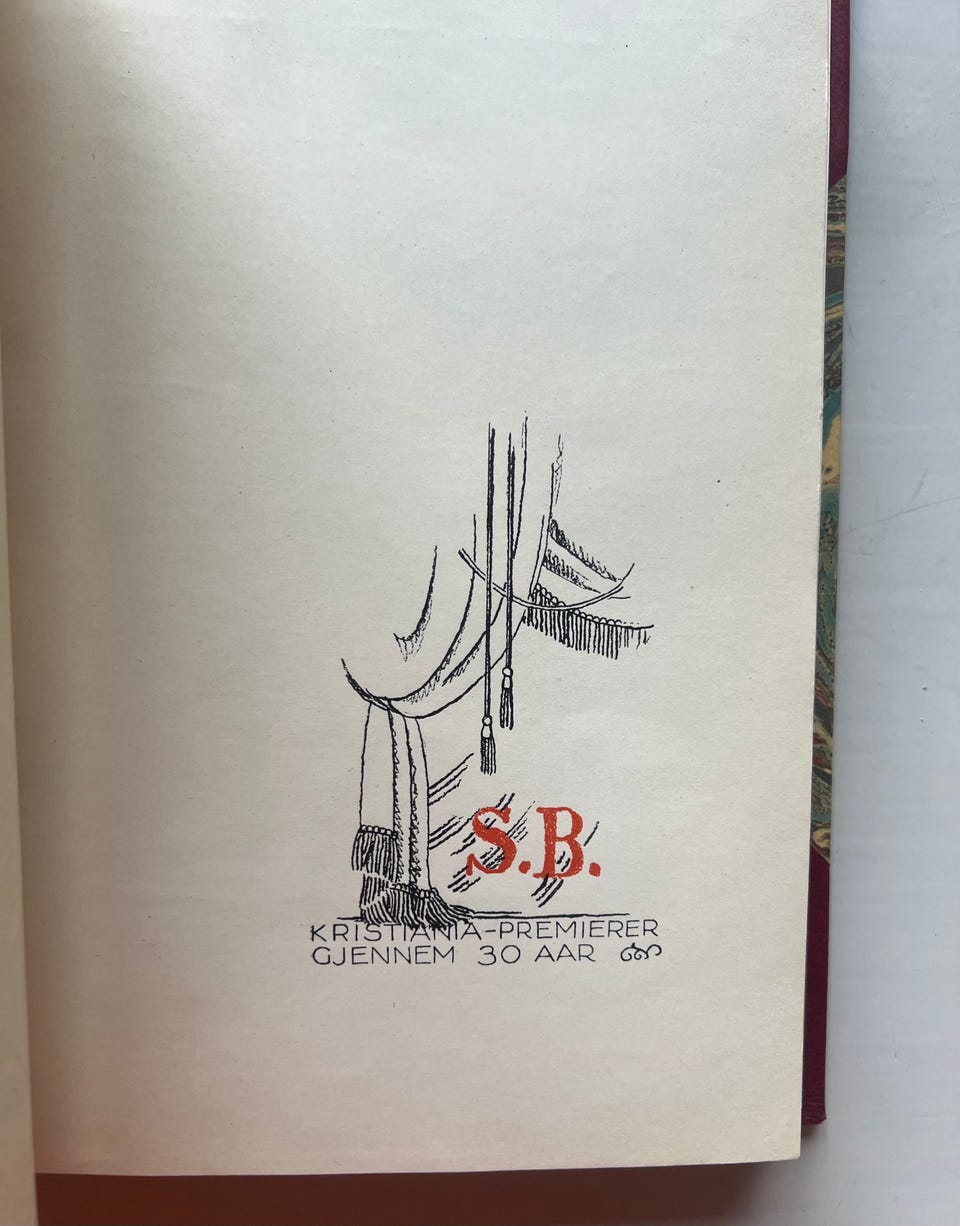 S.B.
KRISTIANIA-PREMIERER
GJENNEM 30 AAR